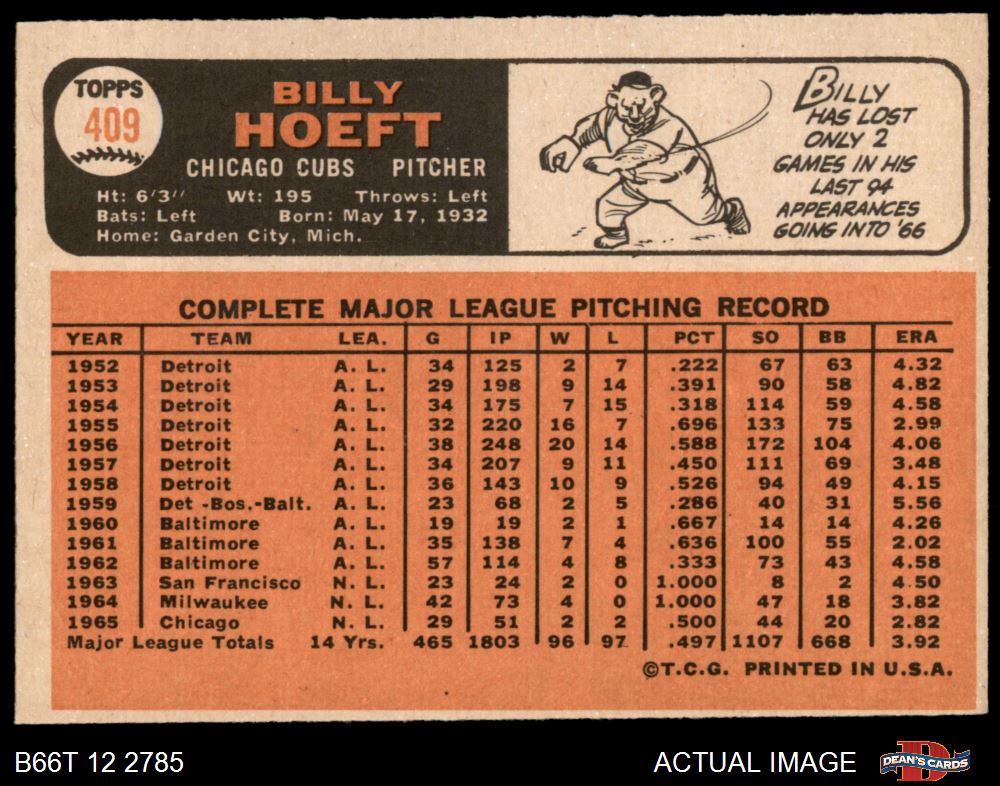 TOPPS
409
BILLY
HOEFT
CHICAGO CUBS PITCHER
Ht: 6'3" Wt: 195 Throws: Left
Bats: Left Born: May 17, 1932
Home: Garden City, Mich.
BILLY
HAS LOST
ONLY 2
GAMES IN HIS
LAST 94
APPEARANCES
GOING INTO '66
COMPLETE MAJOR LEAGUE PITCHING RECORD
YEAR TEAM LEA. G IP W L PCT SO BB ERA
1952 Detroit A. L. 34 125 2 7 .222 67 63 4.32
1953 Detroit A. L. 29 198 9 14 .391 90 58 4.82
1954 Detroit A. L. 34 175 7 15 .318 114 59 4.58
1955 Detroit A. L. 32 220 16 7 .696 133 75 2.99
1956 Detroit A. L. 38 248 20 14 .588 172 104 4.06
1957 Detroit A. L. 34 207 9 11 .450 111 69 3.48
1958 Detroit A. L. 36 143 10 9 .526 94 49 4.15
1959 Det -Bos.-Balt. A. L. 23 68 2 5 .286 40 31 5.56
1960 Baltimore A. L. 19 19 2 1 .667 14 14 4.26
1961 Baltimore A. L. 35 138 7 4 .636 100 55 2.02
1962 Baltimore A. L. 57 114 4 8 .333 73 43 4.58
1963 San Francisco N. L. 23 24 2 0 1.000 8 2 4.50
1964 Milwaukee N. L. 42 73 4 0 1.000 47 18 3.82
1965 Chicago N. L. 29 51 2 2 .500 44 20 2.82
Major League Totals 14 Yrs. 465 1803 96 97 .497 1107 668 3.92
©T.C.G. PRINTED IN U.S.A.
B66T 12 2785 ACTUAL IMAGE
DEAN'S CARDS